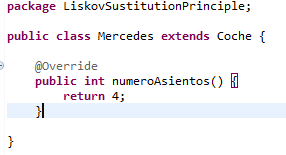 package LiskovSustitutionPrinciple;
public class Mercedes extends Coche {
@Override
public int numeroAsientos() {
return 4;
}
}